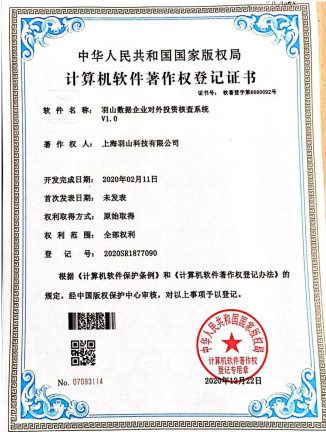 中华人民共和国国家版权局
计算机软件著作权登记证书
证书号： 软著登字第6680092号
软件名称： 羽山数据企业对外投资核查系统
V1.0
著作权人： 上海羽山科技有限公司
开发完成日期： 2020年02月11日
首次发表日期： 未发表
权利取得方式： 原始取得
权利范围： 全部权利
登记号： 2020SR1877090
根据《计算机软件保护条例》和《计算机软件著作权登记办法》的
规定，经中国版权保护中心审核，对以上事项予以登记。
中华人民共和国国家版权局
计算机软件著作权
登记专用章
No. 07093114
2020年12月22日